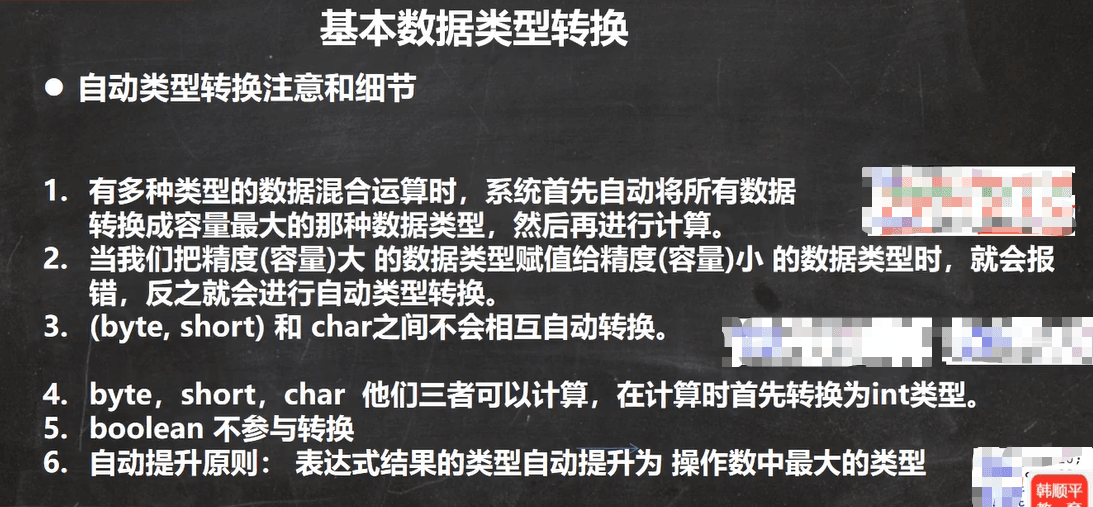 基本数据类型转换
● 自动类型转换注意和细节
1. 有多种类型的数据混合运算时，系统首先自动将所有数据
转换成容量最大的那种数据类型，然后再进行计算。
2. 当我们把精度(容量)大 的数据类型赋值给精度(容量)小 的数据类型时，就会报
错，反之就会进行自动类型转换。
3. (byte, short) 和 char之间不会相互自动转换。
4. byte，short，char 他们三者可以计算，在计算时首先转换为int类型。
5. boolean 不参与转换
6. 自动提升原则： 表达式结果的类型自动提升为 操作数中最大的类型
韩顺平